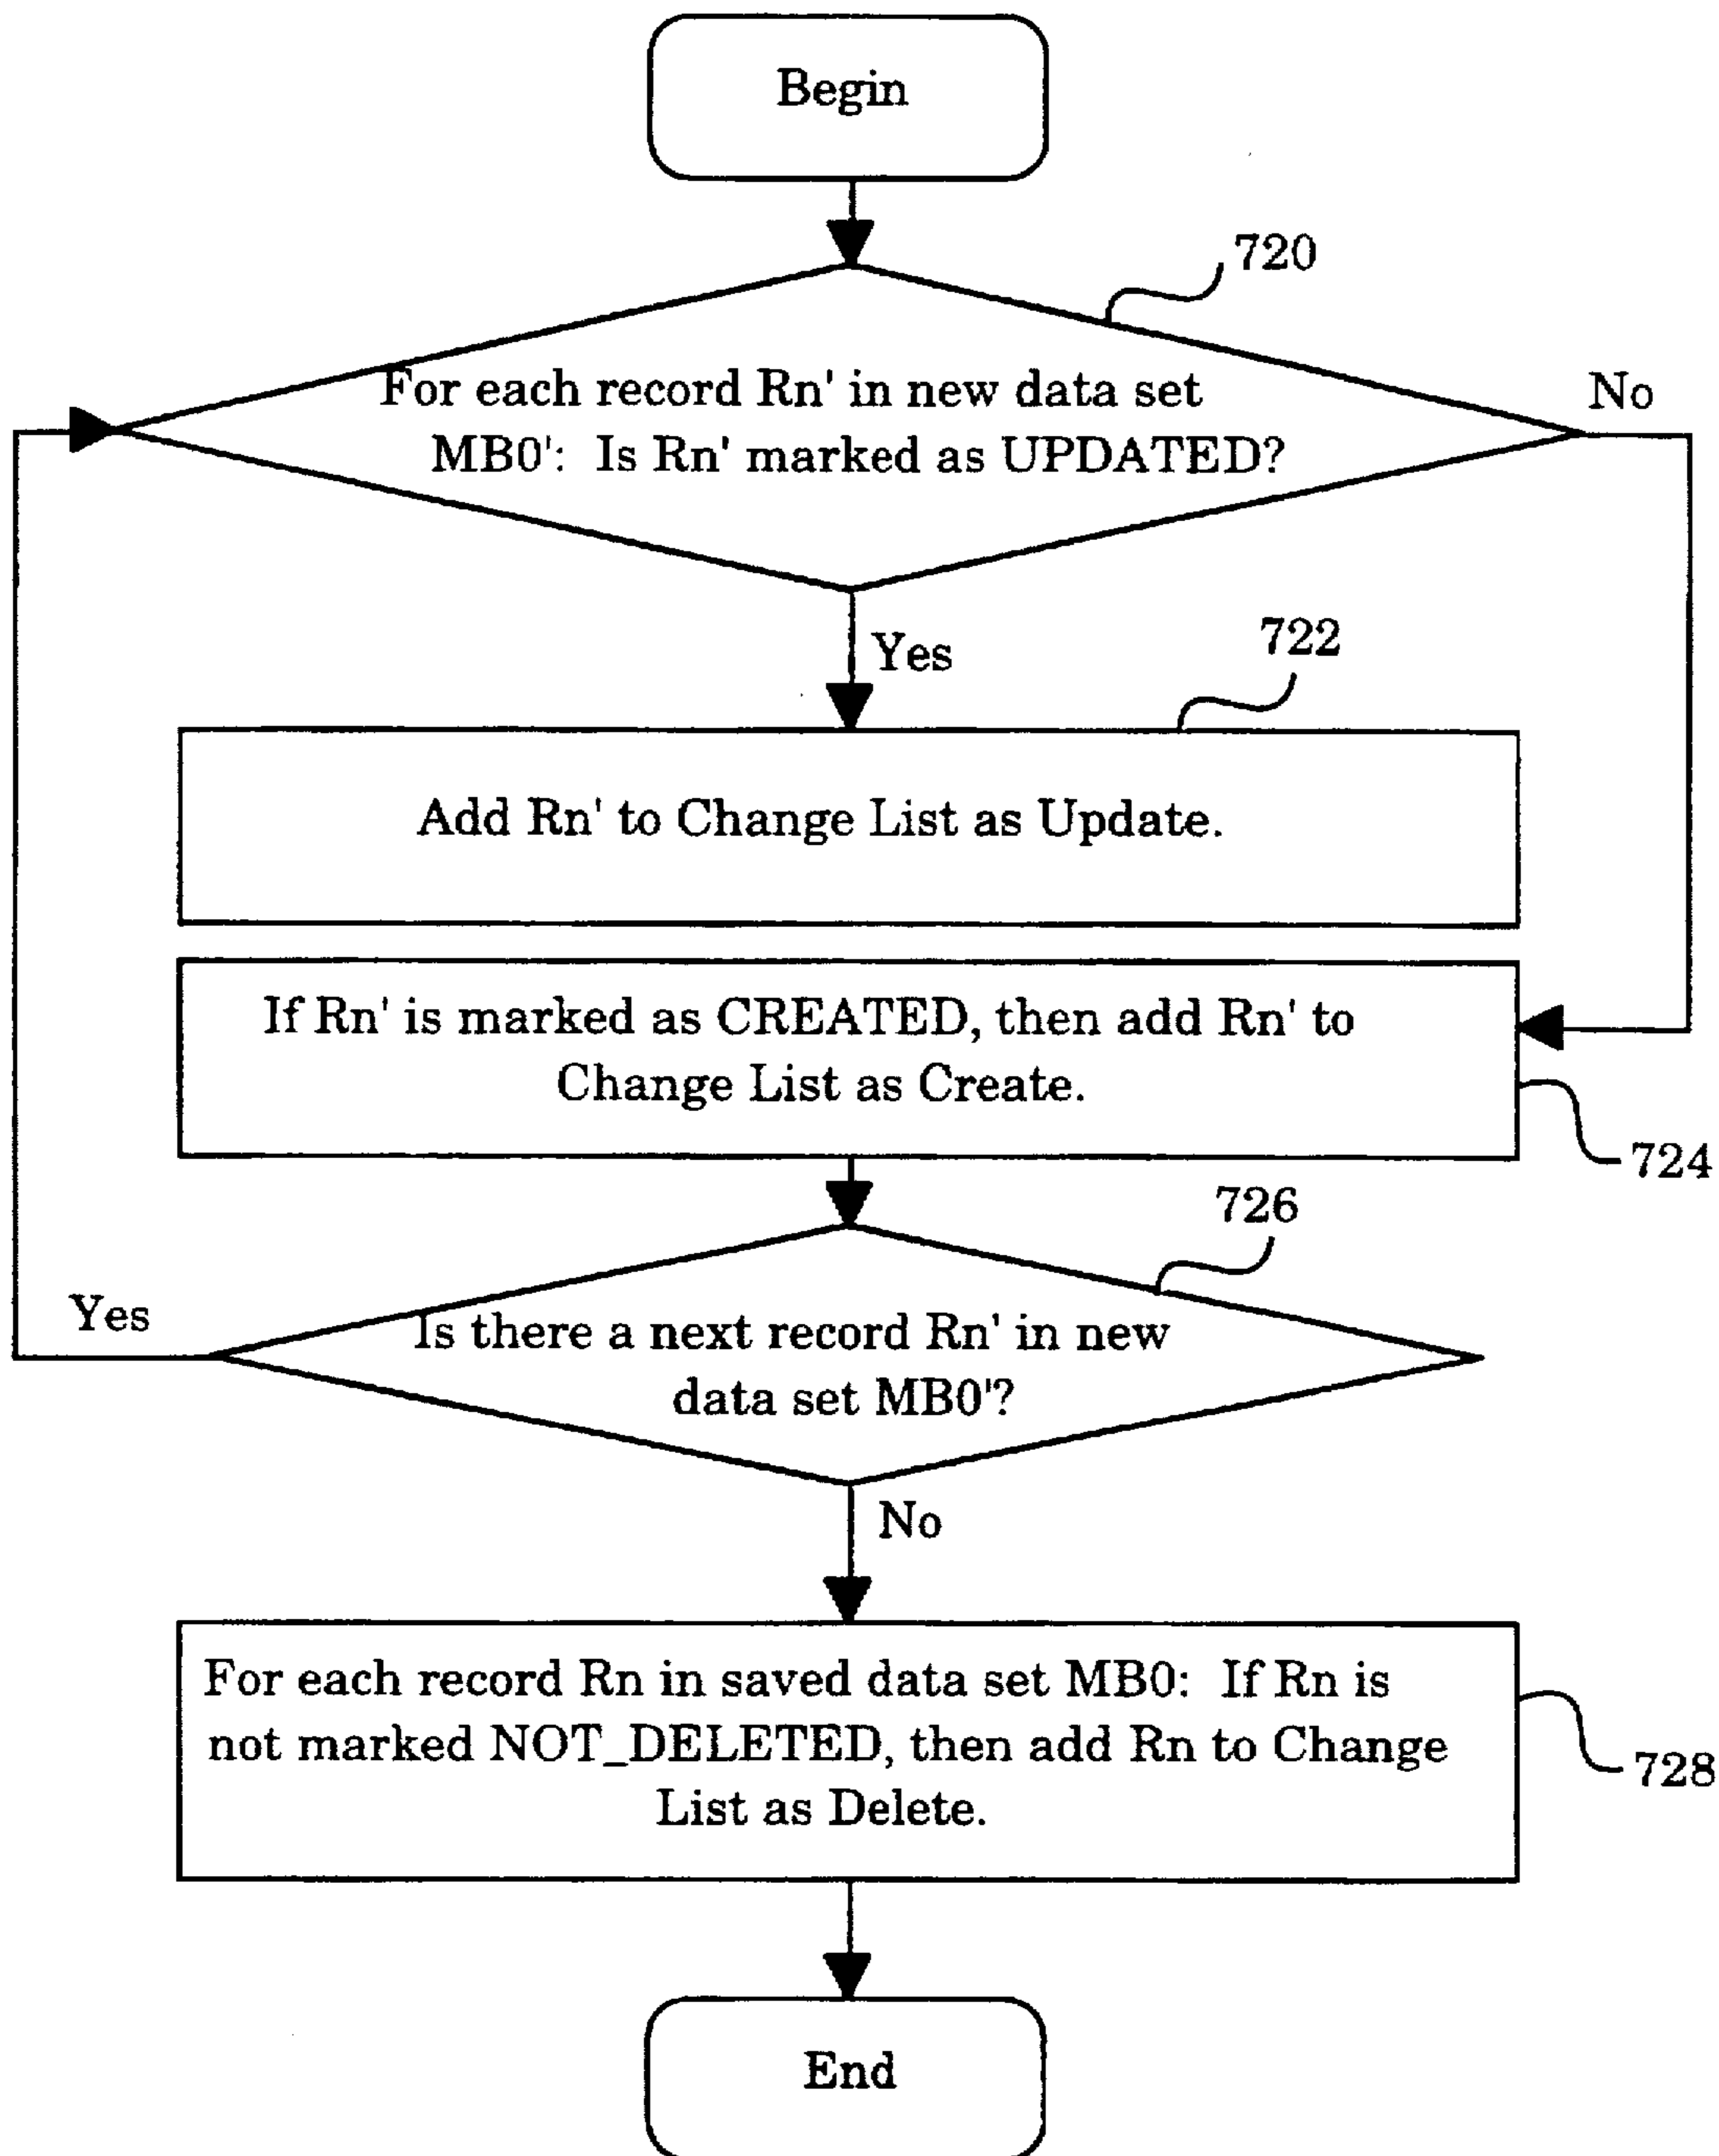 Begin
720
For each record Rn' in new data set
MB0': Is Rn' marked as UPDATED?
No
Yes
722
Add Rn' to Change List as Update.
If Rn' is marked as CREATED, then add Rn' to
Change List as Create.
724
726
Yes
Is there a next record Rn' in new
data set MB0'?
No
For each record Rn in saved data set MB0: If Rn is
not marked NOT_DELETED, then add Rn to Change
List as Delete.
728
End